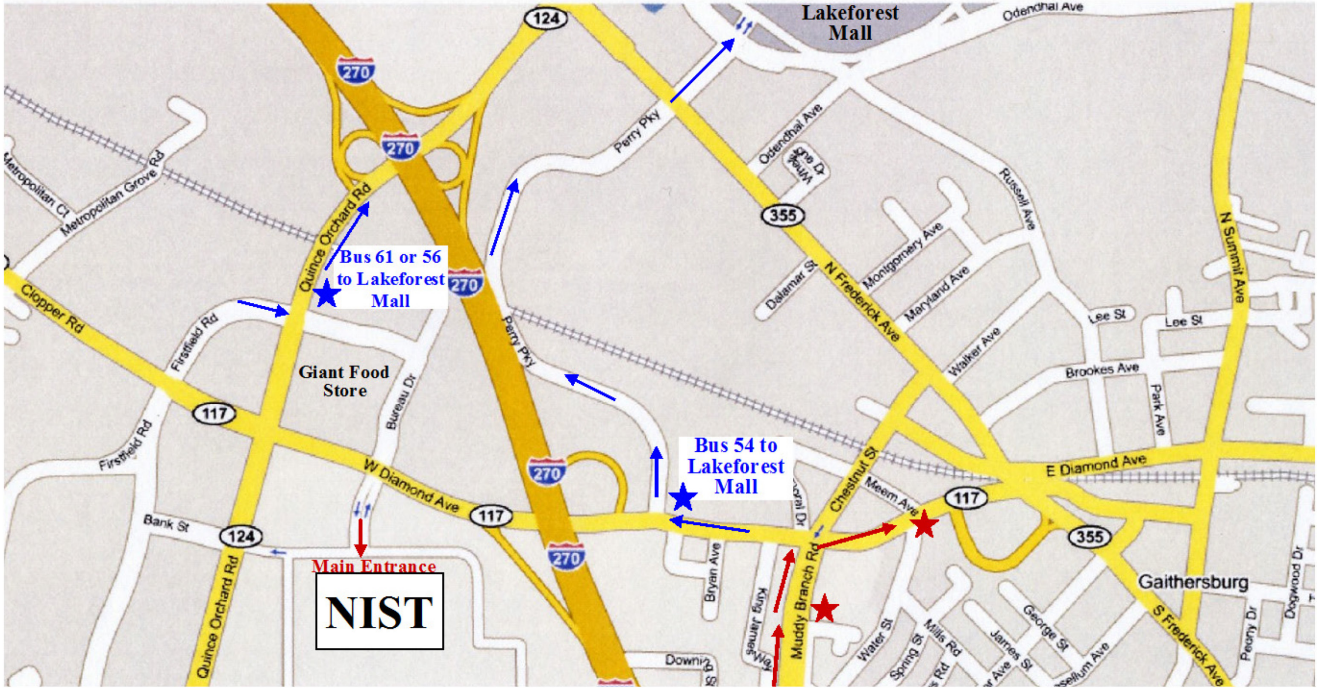 Lakeforest
Mall
Odendhal Ave
124
270
270
Perry Pky
Odendhal Ave
Metropolitan Grove Rd
Metropolitan Ct
Quince Orchard Rd
Russell Ave
355
N Summit Ave
Bus 61 or 56
to Lakeforest
Mall
270
Montgomery Ave
Dalamar St
Maryland Ave
N Frederick Ave
Clopper Rd
Firstfield Rd
Lee St
Lee St
Perry Pky
Walker Ave
Brookes Ave
Giant Food
Store
Bureau Dr
Park Ave
117
Firstfield Rd
Bus 54 to
Lakeforest
Mall
W Diamond Ave
270
Chestnut St
Meem Ave
E Diamond Ave
117
117
Bank St
124
355
270
Main Entrance
NIST
Quince Orchard Rd
Bryan Ave
King James
Way
Muddy Branch Rd
Gaithersburg
Water St
Spring St
Mills Rd
James St
George St
S Frederick Ave
Peony Dr
Dogwood Dr
270